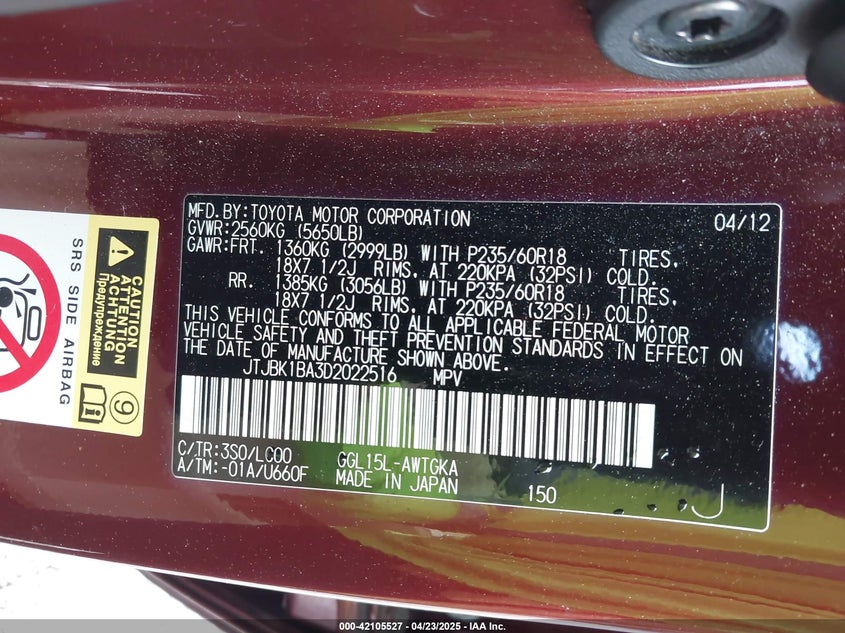 MFD.BY:TOYOTA MOTOR CORPORATION 04/12
GVWR:2560KG (5650LB)
GAWR:FRT. 1360KG (2999LB) WITH P235/60R18 TIRES,
18X7 1/2J RIMS, AT 220KPA (32PSI) COLD.
RR. 1385KG (3056LB) WITH P235/60R18 TIRES,
18X7 1/2J RIMS, AT 220KPA (32PSI) COLD.
THIS VEHICLE CONFORMS TO ALL APPLICABLE FEDERAL MOTOR
VEHICLE SAFETY AND THEFT PREVENTION STANDARDS IN EFFECT ON
THE DATE OF MANUFACTURE SHOWN ABOVE.
JTJBK1BA3D2022516 MPV
C/TR:3S0/LC00 GGL15L-AWTGKA
A/TM:-01A/U660F MADE IN JAPAN 150 J
SRS SIDE AIRBAG
CAUTION
ATTENTION
ACHTUNG
Предупреждение
9
000-42105527 - 04/23/2025 - IAA Inc.